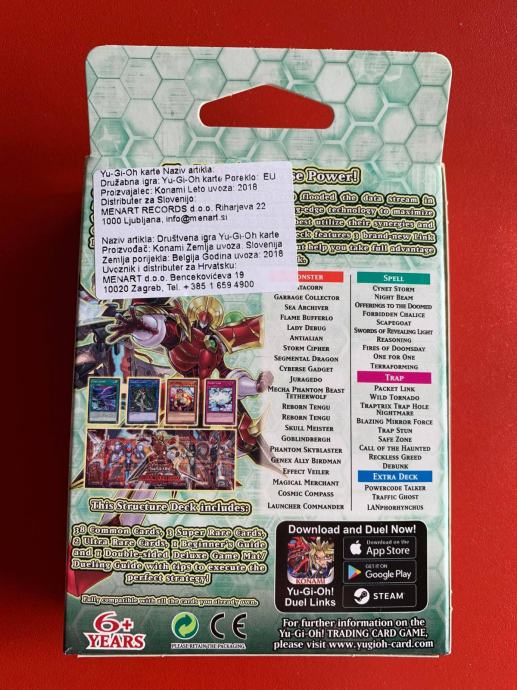 Yu-Gi-Oh karte Naziv artikla:
Družabna igra: Yu-Gi-Oh karte Poreklo: EU
Proizvajalec: Konami Leto uvoza: 2018
Distributer za Slovenijo:
MENART RECORDS d.o.o. Riharjeva 22
1000 Ljubljana, info@menart.si
Naziv artikla: Društvena igra Yu-Gi-Oh karte
Proizvođač: Konami Zemlja uvoza: Slovenija
Zemlja porijekla: Belgija Godina uvoza: 2018
Uvoznik i distributer za Hrvatsku:
MENART d.o.o. Bencekovićeva 19
10020 Zagreb, Tel. + 385 1 659 4900
Power!
flooded the data stream in
technology to maximize
utilize their synergies and
deck features 3 brand-new Link
help you take full advantage
GARBAGE COLLECTOR
SEA ARCHIVER
FLAME BUFFERLO
LADY DEBUG
ANTIALIAN
STORM CIPHER
SEGMENTAL DRAGON
CYBERSE GADGET
JURAGEDO
MECHA PHANTOM BEAST
TETHERWOLF
REBORN TENGU
REBORN TENGU
SKULL MEISTER
GOBLINDBERGH
PHANTOM SKYBLASTER
GENEX ALLY BIRDMAN
EFFECT VEILER
MAGICAL MERCHANT
COSMIC COMPASS
LAUNCHER COMMANDER
SPELL
CYNET STORM
NIGHT BEAM
OFFERINGS TO THE DOOMED
FORBIDDEN CHALICE
SCAPEGOAT
SWORDS OF REVEALING LIGHT
REASONING
FIRES OF DOOMSDAY
ONE FOR ONE
TERRAFORMING
TRAP
PACKET LINK
WILD TORNADO
TRAPTRIX TRAP HOLE
NIGHTMARE
BLAZING MIRROR FORCE
TRAP STUN
SAFE ZONE
CALL OF THE HAUNTED
RECKLESS GREED
DEBUNK
EXTRA DECK
POWERCODE TALKER
TRAFFIC GHOST
LANPHORHYNCHUS
This Structure Deck includes:
38 Common Cards, 3 Super Rare Cards,
2 Ultra Rare Cards, 1 Beginner's Guide
and 1 Double-sided Deluxe Game Mat/
Dueling Guide with tips to execute the
perfect strategy!
Fully compatible with all the cards you already own.
Download and Duel Now!
KONAMI
Yu-Gi-Oh!
Duel Links
Download on the
App Store
GET IT ON
Google Play
STEAM
6+
YEARS
CE
PLEASE RETAIN THE PACKAGING.
For further information on the
Yu-Gi-Oh! TRADING CARD GAME,
please visit www.yugioh-card.com